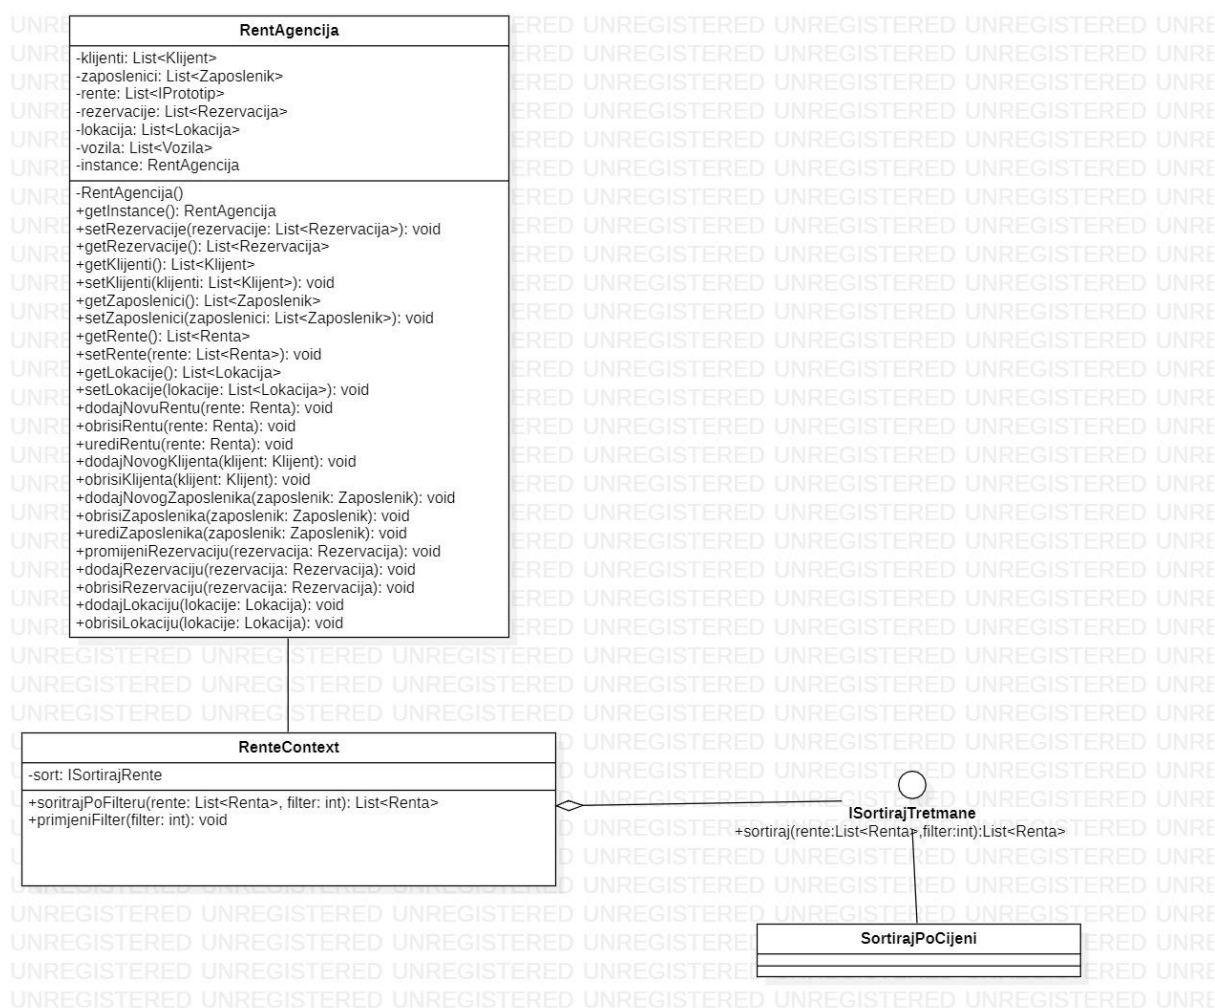 RentAgencija
-klijenti: List<Klijent>
-zaposlenici: List<Zaposlenik>
-rente: List<IPrototip>
-rezervacije: List<Rezervacija>
-lokacija: List<Lokacija>
-vozila: List<Vozila>
-instance: RentAgencija
-RentAgencija()
+getInstance(): RentAgencija
+setRezervacije(rezervacije: List<Rezervacija>): void
+getRezervacije(): List<Rezervacija>
+getKlijenti(): List<Klijent>
+setKlijenti(klijenti: List<Klijent>): void
+getZaposlenici(): List<Zaposlenik>
+setZaposlenici(zaposlenici: List<Zaposlenik>): void
+getRente(): List<Renta>
+setRente(rente: List<Renta>): void
+getLokacije(): List<Lokacija>
+setLokacije(lokacije: List<Lokacija>): void
+dodajNovuRentu(rente: Renta): void
+obrisiRentu(rente: Renta): void
+urediRentu(rente: Renta): void
+dodajNovogKlijenta(klijent: Klijent): void
+obrisiKlijenta(klijent: Klijent): void
+dodajNovogZaposlenika(zaposlenik: Zaposlenik): void
+obrisiZaposlenika(zaposlenik: Zaposlenik): void
+urediZaposlenika(zaposlenik: Zaposlenik): void
+promijeniRezervaciju(rezervacija: Rezervacija): void
+dodajRezervaciju(rezervacija: Rezervacija): void
+obrisiRezervaciju(rezervacija: Rezervacija): void
+dodajLokaciju(lokacije: Lokacija): void
+obrisiLokaciju(lokacije: Lokacija): void
RenteContext
-sort: ISortirajRente
+soritrajPoFilteru(rente: List<Renta>, filter: int): List<Renta>
+primjeniFilter(filter: int): void
ISortirajTretmane
+sortiraj(rente:List<Renta>,filter:int):List<Renta>
SortirajPoCijeni
UNREGISTERED UNREGISTERED UNREGISTERED UNREGISTERED UNREGISTERED UNREGISTERED